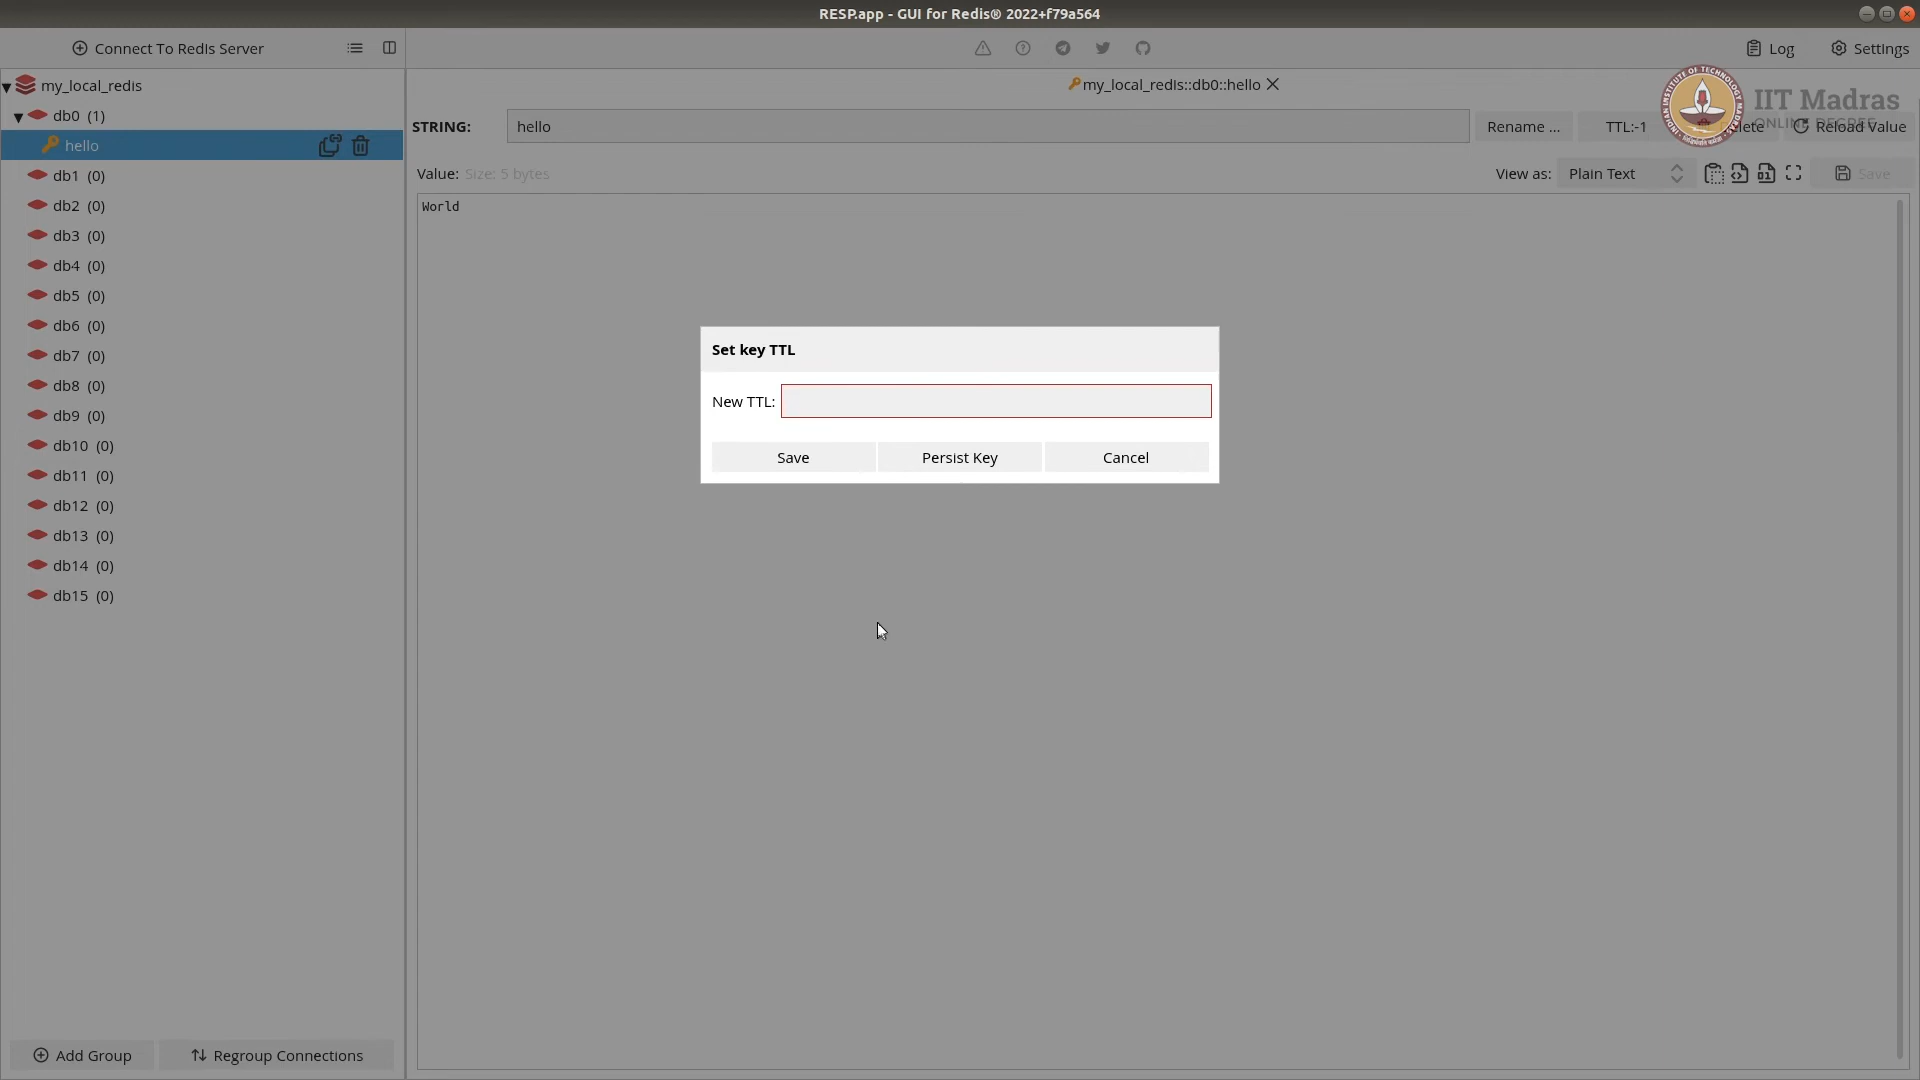 RESP.app - GUI for Redis® 2022+f79a564
Connect To Redis Server
Log
Settings
my_local_redis
my_local_redis::db0::hello
IIT Madras
ONLINE DEGREE
db0 (1)
STRING:
hello
Rename ...
TTL:-1
Reload Value
hello
Value: Size: 5 bytes
View as:
Plain Text
Save
World
db1 (0)
db2 (0)
db3 (0)
db4 (0)
db5 (0)
db6 (0)
db7 (0)
db8 (0)
db9 (0)
db10 (0)
db11 (0)
db12 (0)
db13 (0)
db14 (0)
db15 (0)
Set key TTL
New TTL:
Save
Persist Key
Cancel
Add Group
Regroup Connections